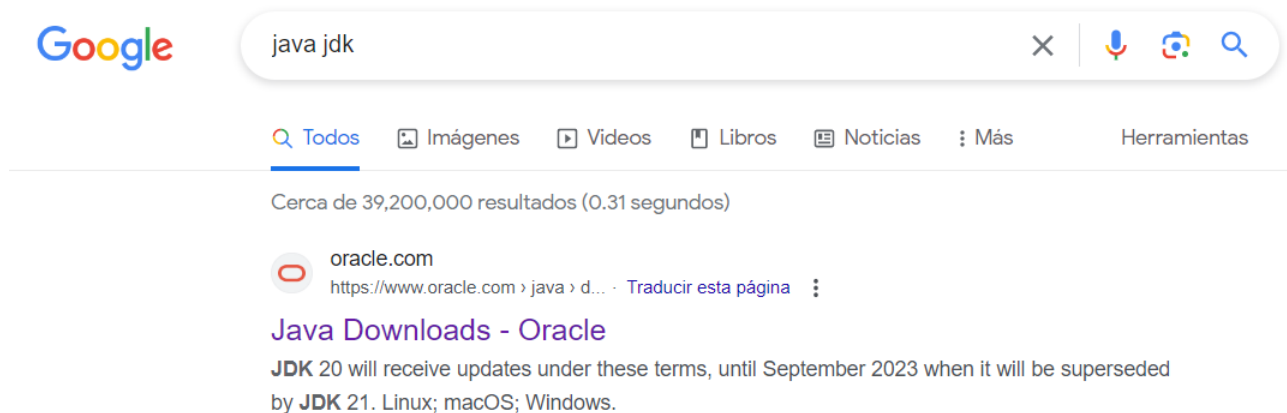 Google
java jdk
Todos Imágenes Videos Libros Noticias Más Herramientas
Cerca de 39,200,000 resultados (0.31 segundos)
oracle.com
https://www.oracle.com › java › d... · Traducir esta página
Java Downloads - Oracle
JDK 20 will receive updates under these terms, until September 2023 when it will be superseded
by JDK 21. Linux; macOS; Windows.